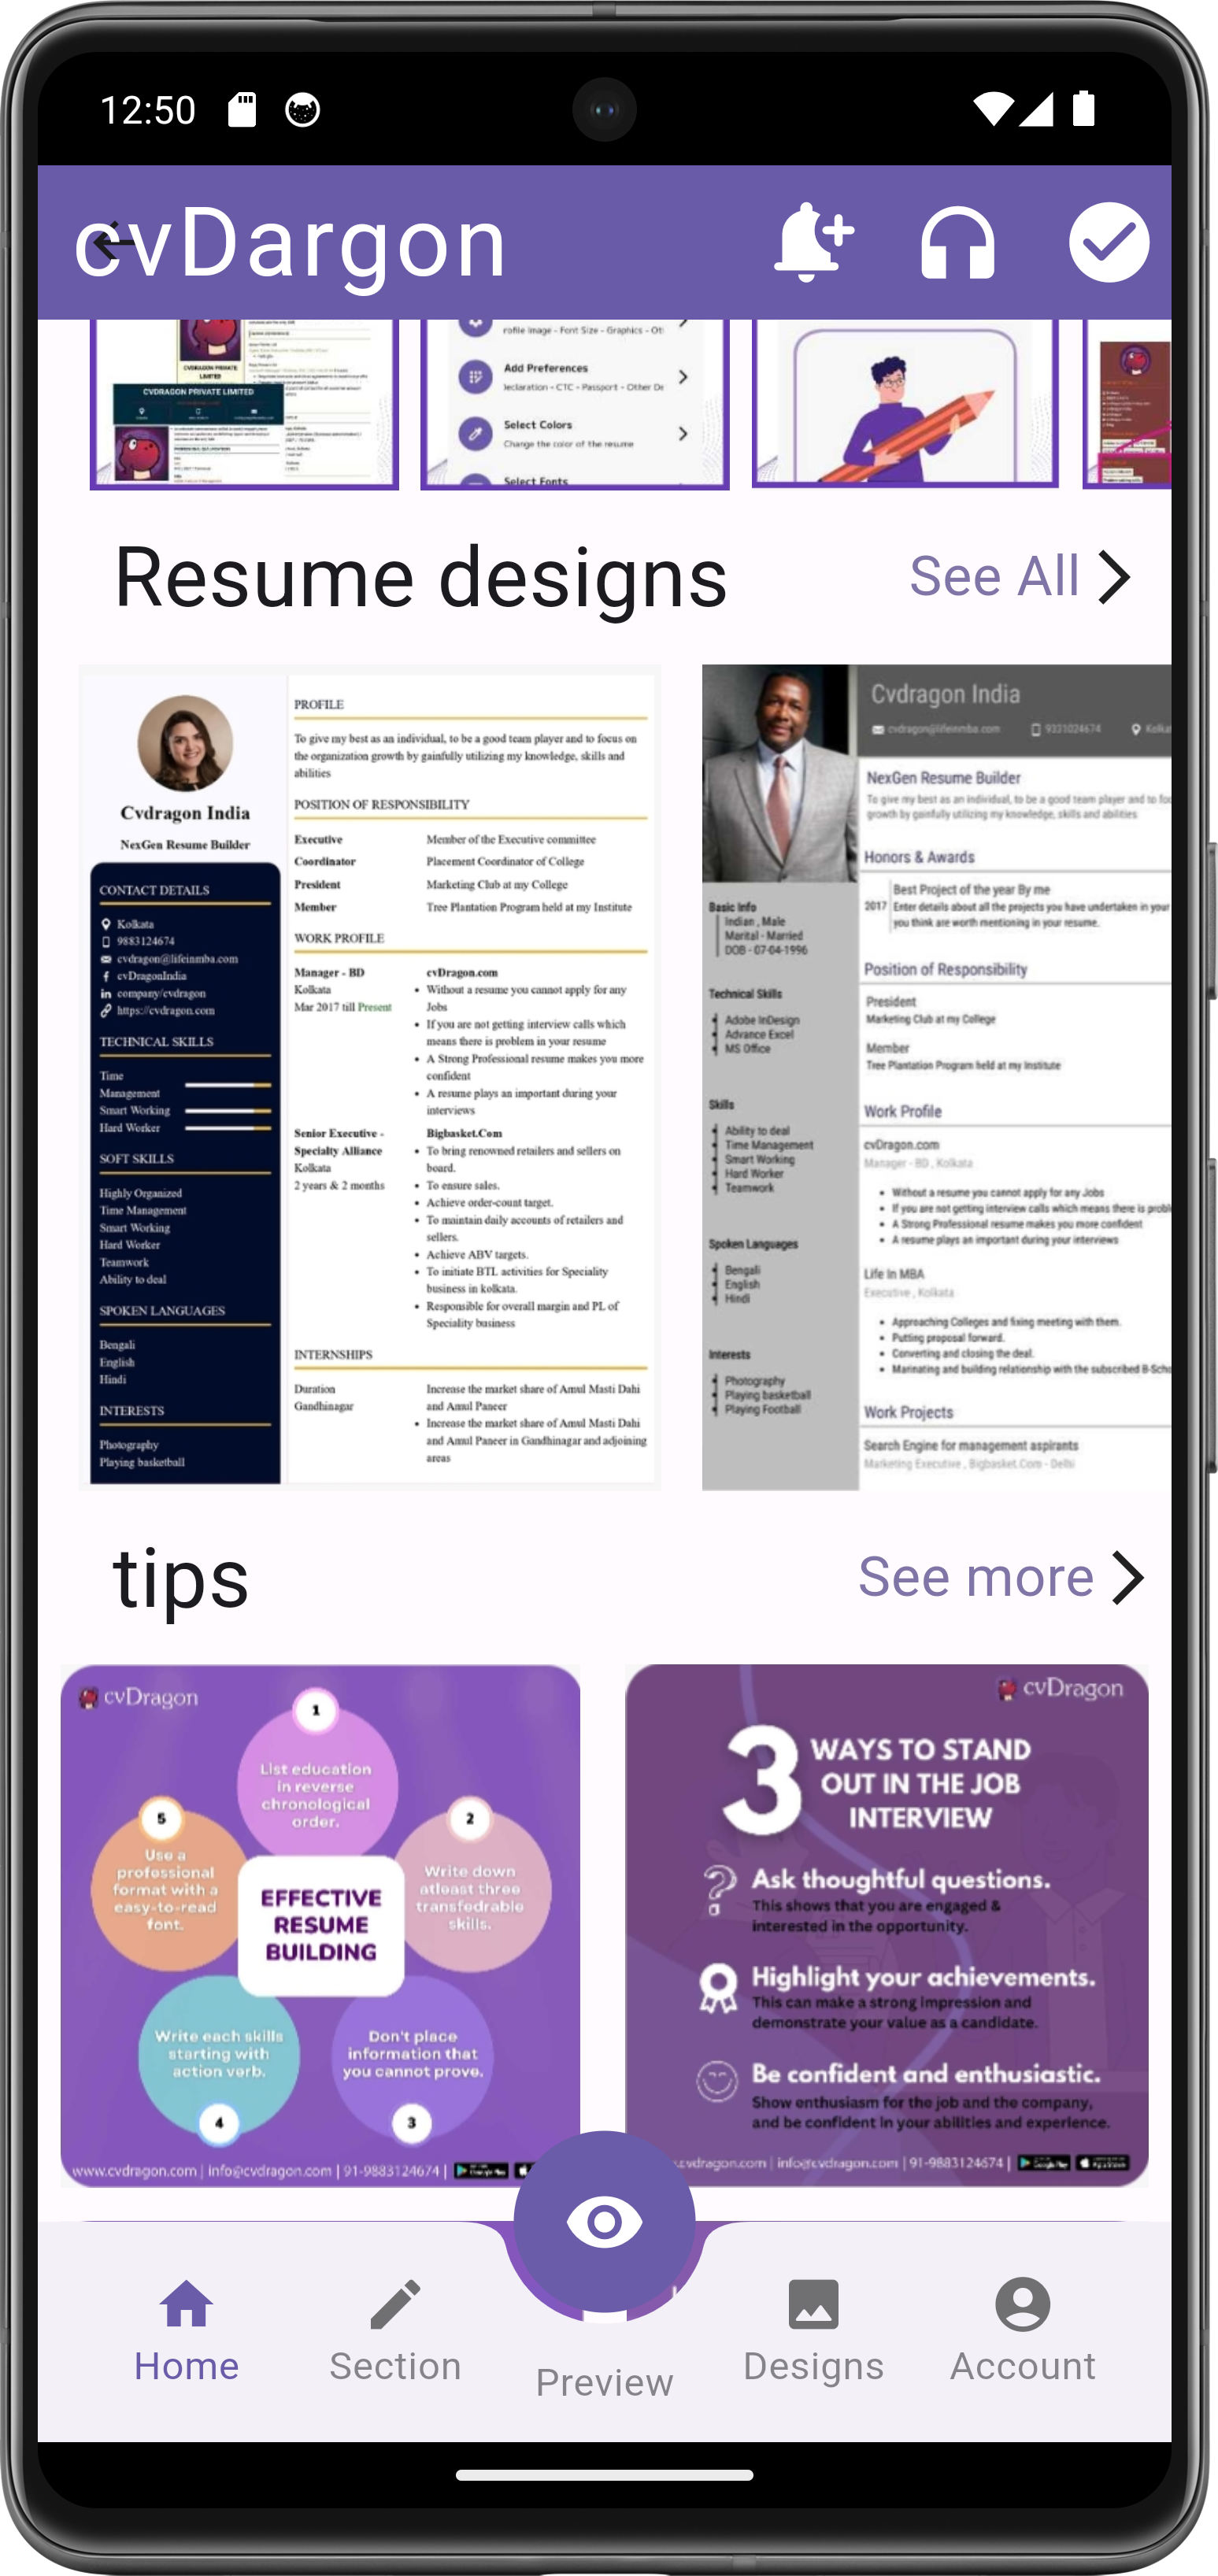 12:50
cvDargon
CVDRAGON PRIVATE
LIMITED
CVDRAGON PRIVATE LIMITED
rofile Image - Font Size - Graphics - Ot
Add Preferences
)eclaration - CTC - Passport - Other De
Select Colors
Change the color of the resume
Select Fonts
Resume designs
See All
Cvdragon India
NexGen Resume Builder
CONTACT DETAILS
Kolkata
9883124674
cvdragon@lifeinmba.com
cvDragonIndia
company/cvdragon
https://cvdragon.com
TECHNICAL SKILLS
Time
Management
Smart Working
Hard Worker
SOFT SKILLS
Highly Organized
Time Management
Smart Working
Hard Worker
Teamwork
Ability to deal
SPOKEN LANGUAGES
Bengali
English
Hindi
INTERESTS
Photography
Playing basketball
PROFILE
To give my best as an individual, to be a good team player and to focus on
the organization growth by gainfully utilizing my knowledge, skills and
abilities
POSITION OF RESPONSIBILITY
Executive Member of the Executive committee
Coordinator Placement Coordinator of College
President Marketing Club at my College
Member Tree Plantation Program held at my Institute
WORK PROFILE
Manager - BD cvDragon.com
Kolkata • Without a resume you cannot apply for any
Mar 2017 till Present Jobs
• If you are not getting interview calls which
means there is problem in your resume
• A Strong Professional resume makes you more
confident
• A resume plays an important during your
interviews
Senior Executive - Bigbasket.Com
Specialty Alliance • To bring renowned retailers and sellers on
Kolkata board.
2 years & 2 months • To ensure sales.
• Achieve order-count target.
• To maintain daily accounts of retailers and
sellers.
• Achieve ABV targets.
• To initiate BTL activities for Speciality
business in kolkata.
• Responsible for overall margin and PL of
Speciality business
INTERNSHIPS
Duration Increase the market share of Amul Masti Dahi
Gandhinagar and Amul Paneer
• Increase the market share of Amul Masti Dahi
and Amul Paneer in Gandhinagar and adjoining
areas
Basic Info
Indian , Male
Marital - Married
DOB - 07-04-1996
Technical Skills
Adobe InDesign
Advance Excel
MS Office
Skills
Ability to deal
Time Management
Smart Working
Hard Worker
Teamwork
Spoken Languages
Bengali
English
Hindi
Interests
Photography
Playing basketball
Playing Football
Cvdragon India
cvdragon@lifeinmba.com 9331024674 Kolka
NexGen Resume Builder
To give my best as an individual, to be a good team player and to foc
growth by gainfully utilizing my knowledge, skills and abilities
Honors & Awards
Best Project of the year By me
2017 Enter details about all the projects you have undertaken in your
you think are worth mentioning in your resume.
Position of Responsibility
President
Marketing Club at my College
Member
Tree Plantation Program held at my Institute
Work Profile
cvDragon.com
Manager - BD , Kolkata
• Without a resume you cannot apply for any Jobs
• If you are not getting interview calls which means there is probl
• A Strong Professional resume makes you more confident
• A resume plays an important during your interviews
Life In MBA
Executive , Kolkata
• Approaching Colleges and fixing meeting with them.
• Putting proposal forward.
• Converting and closing the deal.
• Marinating and building relationship with the subscribed B-Scho
Work Projects
Search Engine for management aspirants
Marketing Executive , Bigbasket.Com - Delhi
tips
See more
cvDragon
1
List education
in reverse
chronological
order.
2
Write down
atleast three
transfedrable
skills.
5
Use a
professional
format with a
easy-to-read
font.
EFFECTIVE
RESUME
BUILDING
Write each skills
starting with
action verb.
4
Don't place
information that
you cannot prove.
3
www.cvdragon.com | info@cvdragon.com | 91-9883124674 |
cvDragon
3 WAYS TO STAND
OUT IN THE JOB
INTERVIEW
Ask thoughtful questions.
This shows that you are engaged &
interested in the opportunity.
Highlight your achievements.
This can make a strong impression and
demonstrate your value as a candidate.
Be confident and enthusiastic.
Show enthusiasm for the job and the company,
and be confident in your abilities and experience.
.cvdragon.com | info@cvdragon.com | 91-9883124674 |
Home
Section
Preview
Designs
Account